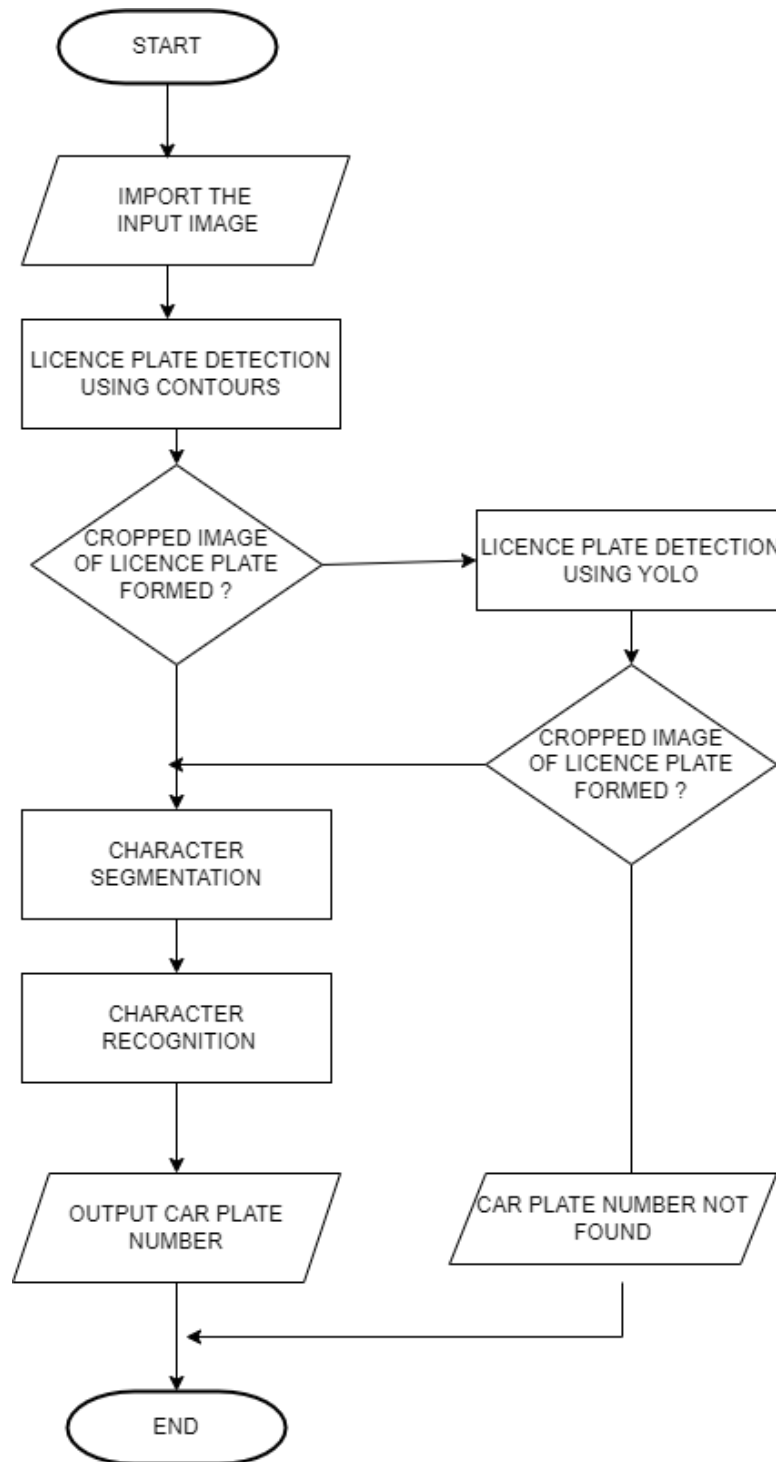 START
IMPORT THE
INPUT IMAGE
LICENCE PLATE DETECTION
USING CONTOURS
CROPPED IMAGE
OF LICENCE PLATE
FORMED ?
LICENCE PLATE DETECTION
USING YOLO
CROPPED IMAGE
OF LICENCE PLATE
FORMED ?
CHARACTER
SEGMENTATION
CHARACTER
RECOGNITION
OUTPUT CAR PLATE
NUMBER
CAR PLATE NUMBER NOT
FOUND
END